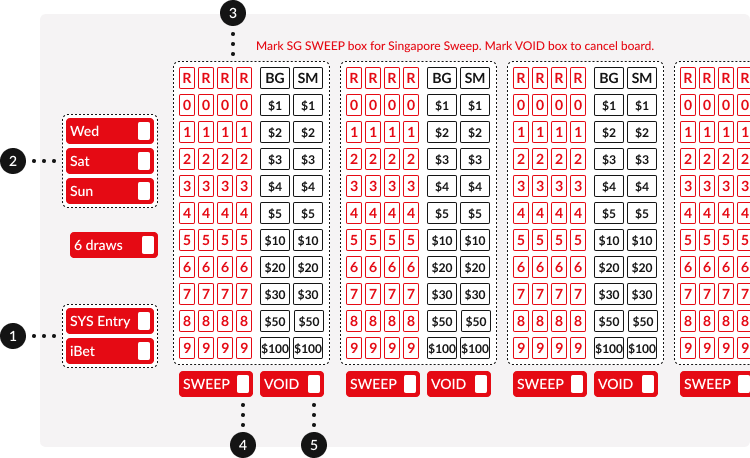 3
Mark SG SWEEP box for Singapore Sweep. Mark VOID box to cancel board.
R R R R BG SM R R R R BG SM R R R R BG SM R R R R
0 0 0 0 $1 $1 0 0 0 0 $1 $1 0 0 0 0 $1 $1 0 0 0 0
Wed 1 1 1 1 $2 $2 1 1 1 1 $2 $2 1 1 1 1 $2 $2 1 1 1 1
2 Sat 2 2 2 2 $3 $3 2 2 2 2 $3 $3 2 2 2 2 $3 $3 2 2 2 2
Sun 3 3 3 3 $4 $4 3 3 3 3 $4 $4 3 3 3 3 $4 $4 3 3 3 3
4 4 4 4 $5 $5 4 4 4 4 $5 $5 4 4 4 4 $5 $5 4 4 4 4
6 draws 5 5 5 5 $10 $10 5 5 5 5 $10 $10 5 5 5 5 $10 $10 5 5 5 5
6 6 6 6 $20 $20 6 6 6 6 $20 $20 6 6 6 6 $20 $20 6 6 6 6
7 7 7 7 $30 $30 7 7 7 7 $30 $30 7 7 7 7 $30 $30 7 7 7 7
SYS Entry 8 8 8 8 $50 $50 8 8 8 8 $50 $50 8 8 8 8 $50 $50 8 8 8 8
1 iBet 9 9 9 9 $100 $100 9 9 9 9 $100 $100 9 9 9 9 $100 $100 9 9 9 9
SWEEP VOID SWEEP VOID SWEEP VOID SWEEP
4 5